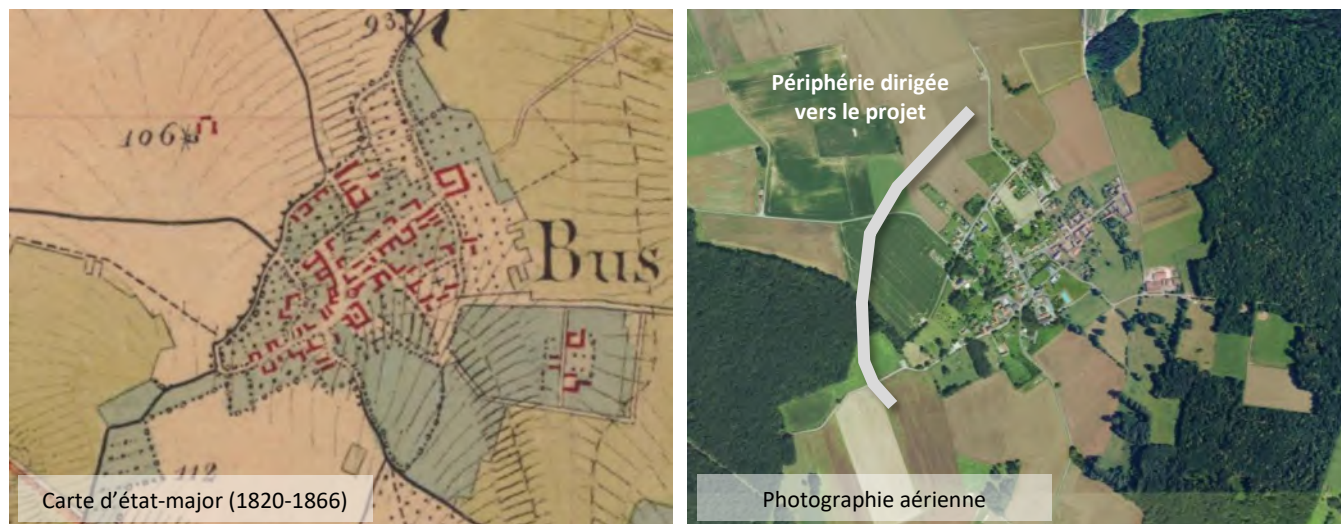 93
106
Bus
112
Carte d'état-major (1820-1866)
Périphérie dirigée
vers le projet
Photographie aérienne